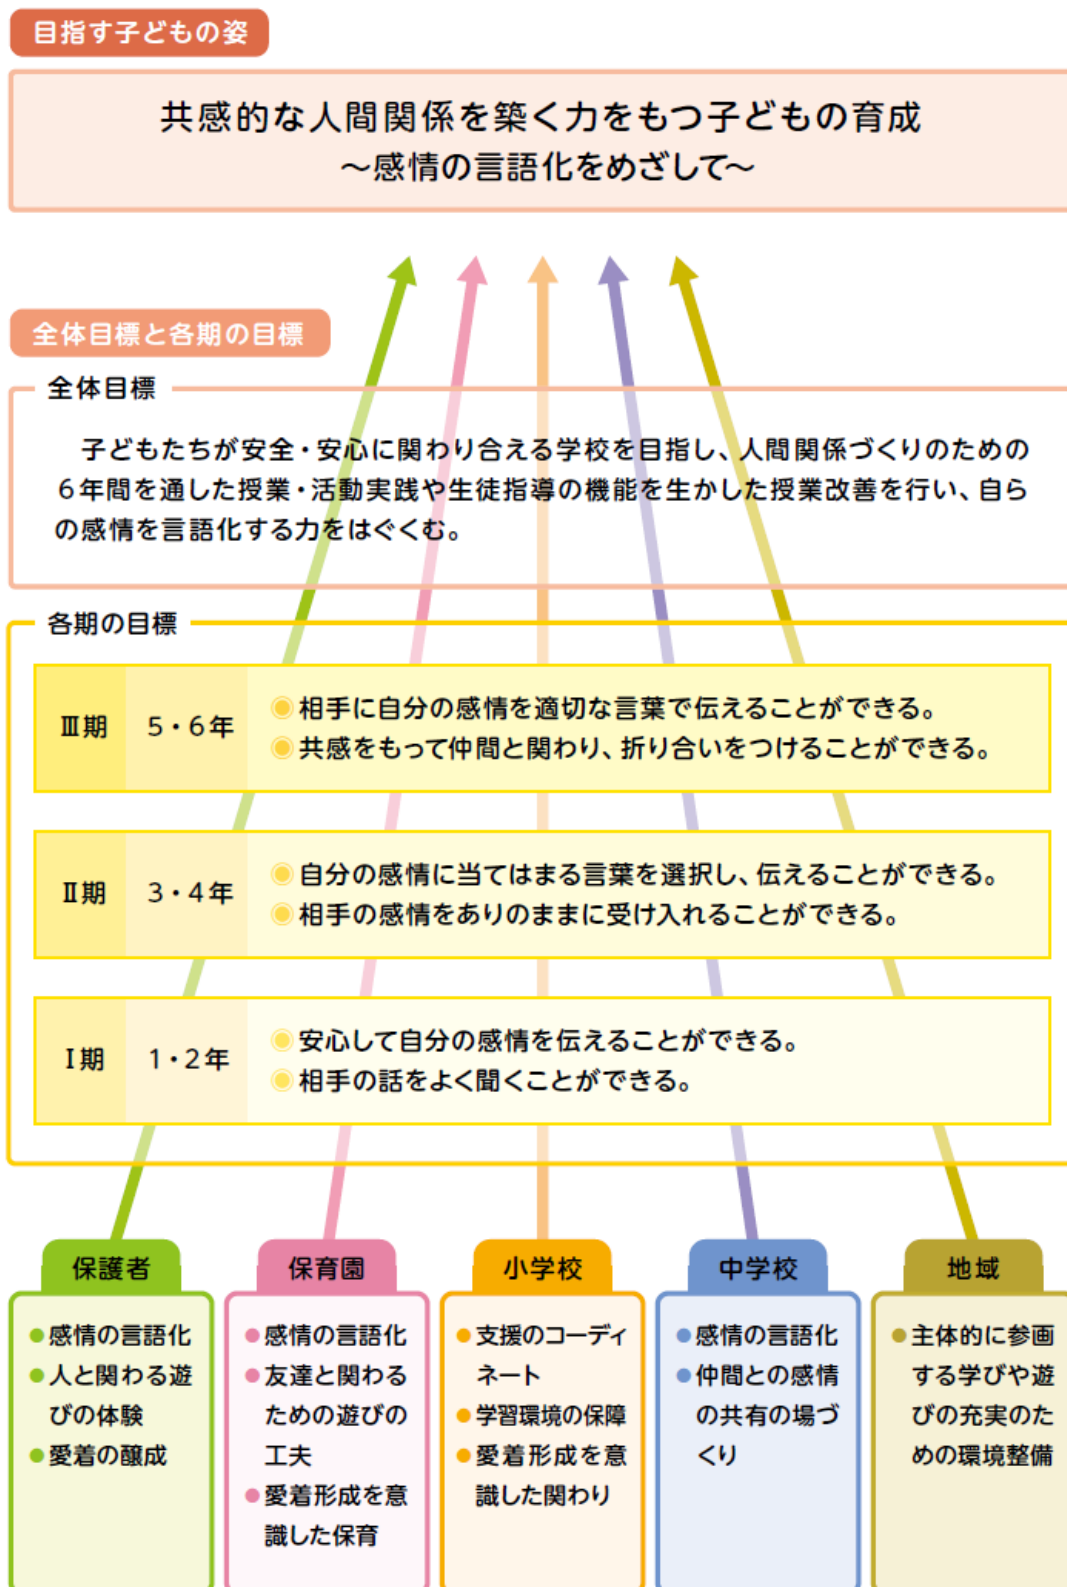 目指す子どもの姿
共感的な人間関係を築く力をもつ子どもの育成
～感情の言語化をめざして～
全体目標と各期の目標
全体目標
子どもたちが安全・安心に関わり合える学校を目指し、人間関係づくりのための
6年間を通した授業・活動実践や生徒指導の機能を生かした授業改善を行い、自ら
の感情を言語化する力をはぐくむ。
各期の目標
Ⅲ期 5・6年
◉相手に自分の感情を適切な言葉で伝えることができる。
◉共感をもって仲間と関わり、折り合いをつけることができる。
Ⅱ期 3・4年
◉自分の感情に当てはまる言葉を選択し、伝えることができる。
◉相手の感情をありのままに受け入れることができる。
Ⅰ期 1・2年
◉安心して自分の感情を伝えることができる。
◉相手の話をよく聞くことができる。
保護者
●感情の言語化
●人と関わる遊
びの体験
●愛着の醸成
保育園
●感情の言語化
●友達と関わる
ための遊びの
工夫
●愛着形成を意
識した保育
小学校
●支援のコーディ
ネート
●学習環境の保障
●愛着形成を意
識した関わり
中学校
●感情の言語化
●仲間との感情
の共有の場づ
くり
地域
●主体的に参画
する学びや遊
びの充実のた
めの環境整備